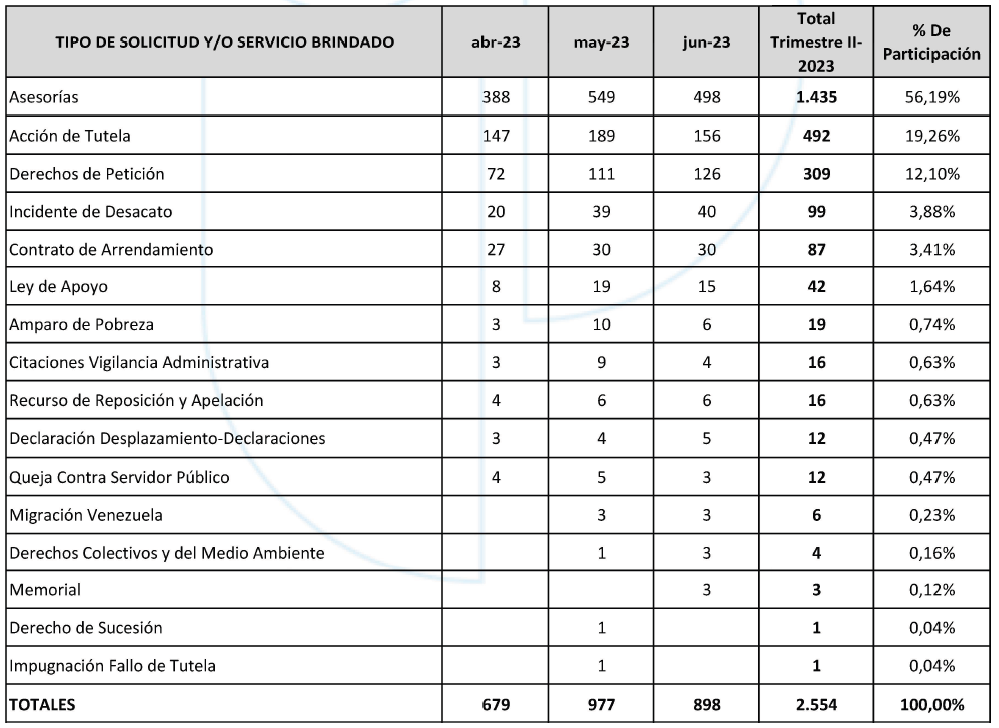 TIPO DE SOLICITUD Y/O SERVICIO BRINDADO abr-23 may-23 jun-23 Total Trimestre II-2023 % De Participación
Asesorías 388 549 498 1.435 56,19%
Acción de Tutela 147 189 156 492 19,26%
Derechos de Petición 72 111 126 309 12,10%
Incidente de Desacato 20 39 40 99 3,88%
Contrato de Arrendamiento 27 30 30 87 3,41%
Ley de Apoyo 8 19 15 42 1,64%
Amparo de Pobreza 3 10 6 19 0,74%
Citaciones Vigilancia Administrativa 3 9 4 16 0,63%
Recurso de Reposición y Apelación 4 6 6 16 0,63%
Declaración Desplazamiento-Declaraciones 3 4 5 12 0,47%
Queja Contra Servidor Público 4 5 3 12 0,47%
Migración Venezuela 3 3 6 0,23%
Derechos Colectivos y del Medio Ambiente 1 3 4 0,16%
Memorial 3 3 0,12%
Derecho de Sucesión 1 1 0,04%
Impugnación Fallo de Tutela 1 1 0,04%
TOTALES 679 977 898 2.554 100,00%